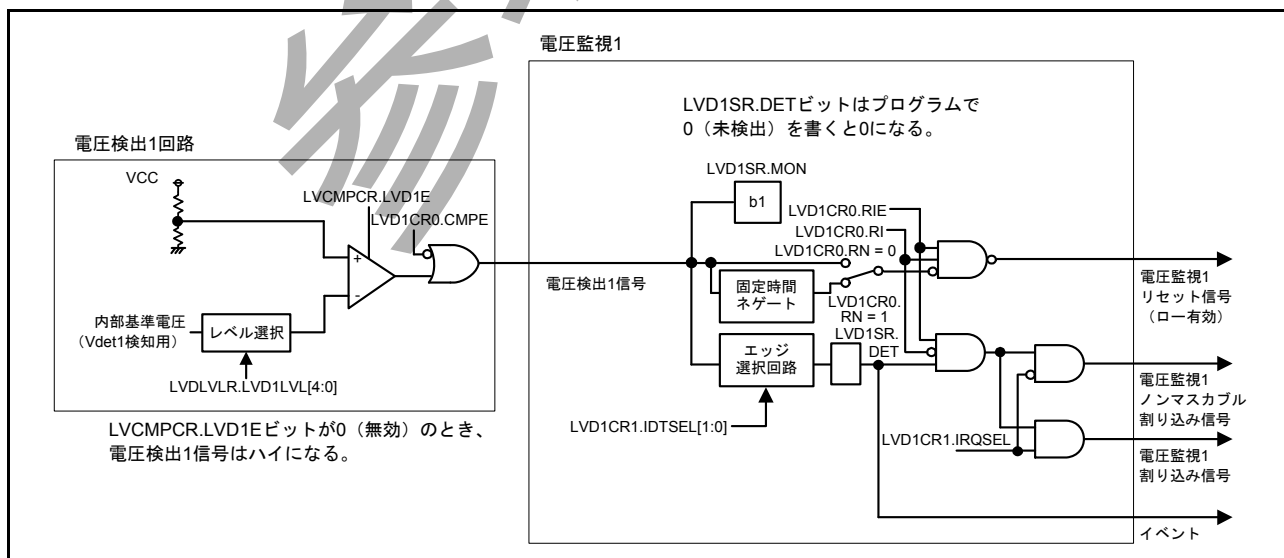 電圧監視1
LVD1SR.DETビットはプログラムで
0（未検出）を書くと0になる。
電圧検出1回路
VCC
LVCMPCR.LVD1E
LVD1CR0.CMPE
+
-
内部基準電圧
（Vdet1検知用）
レベル選択
LVDLVLR.LVD1LVL[4:0]
LVCMPCR.LVD1Eビットが0（無効）のとき、
電圧検出1信号はハイになる。
電圧検出1信号
LVD1SR.MON
b1
LVD1CR0.RIE
LVD1CR0.RI
LVD1CR0.RN = 0
固定時間
ネゲート
LVD1CR0.
RN = 1
LVD1SR.
DET
エッジ
選択回路
LVD1CR1.IDTSEL[1:0]
LVD1CR1.IRQSEL
電圧監視1
リセット信号
（ロー有効）
電圧監視1
ノンマスカブル
割り込み信号
電圧監視1
割り込み信号
イベント